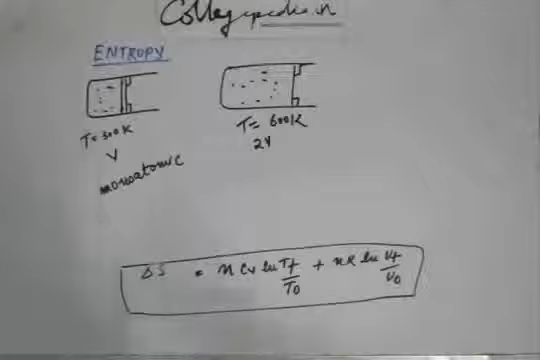 Collegepedia.in
ENTROPY
T=300K
V
monoatomic
T= 600K
2V
ΔS = n Cv ln Tf/T0 + nR ln Vf/V0